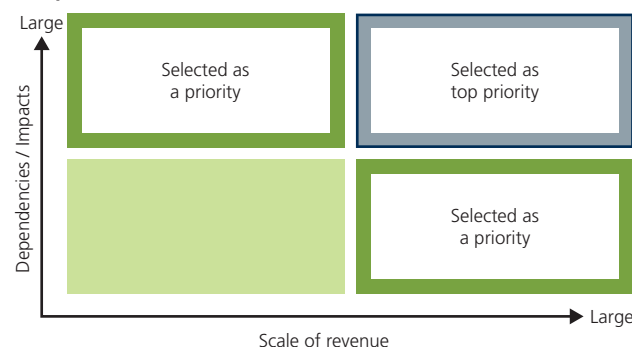 Large
Selected as
a priority
Selected as
top priority
Dependencies / Impacts
Selected as
a priority
Large
Scale of revenue